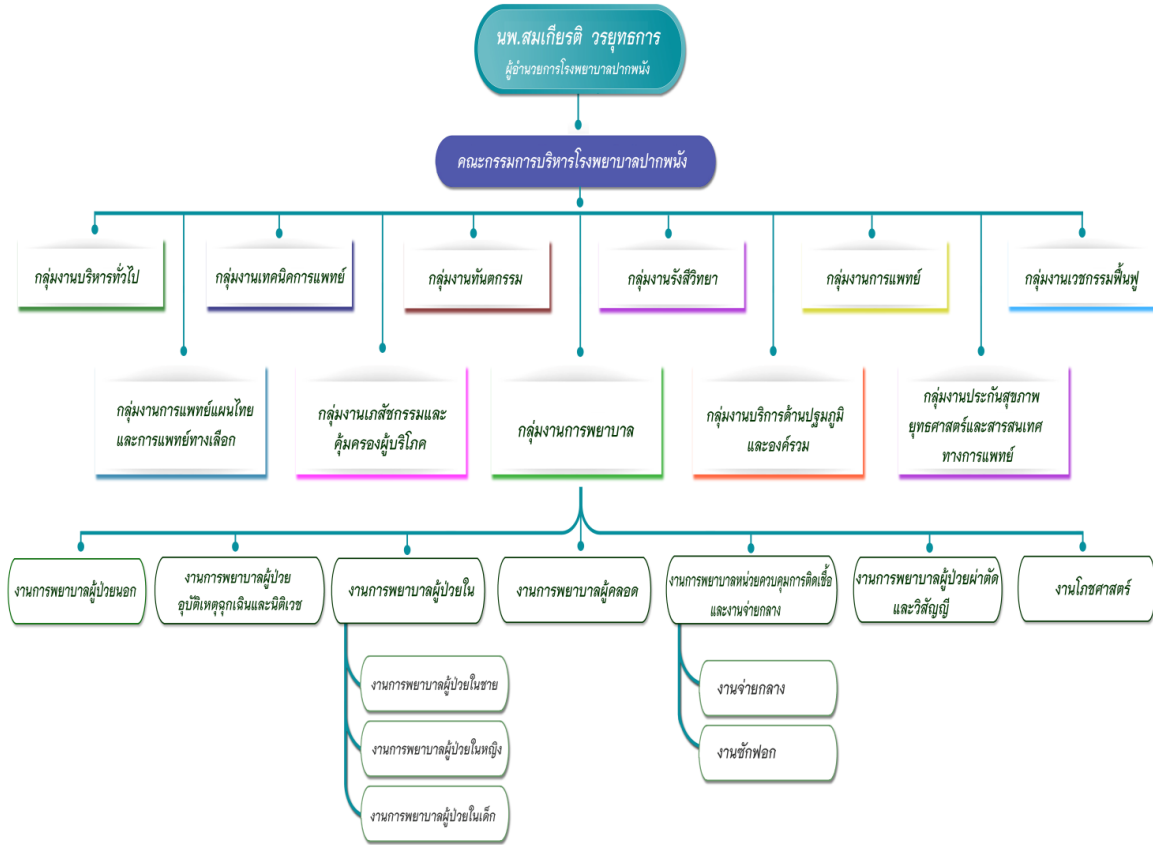 นพ.สมเกียรติ วรยุทธการ
ผู้อำนวยการโรงพยาบาลปากพนัง
คณะกรรมการบริหารโรงพยาบาลปากพนัง
กลุ่มงานบริหารทั่วไป
กลุ่มงานเทคนิคการแพทย์
กลุ่มงานทันตกรรม
กลุ่มงานรังสีวิทยา
กลุ่มงานการแพทย์
กลุ่มงานเวชกรรมฟื้นฟู
กลุ่มงานการแพทย์แผนไทย
และการแพทย์ทางเลือก
กลุ่มงานเภสัชกรรมและ
คุ้มครองผู้บริโภค
กลุ่มงานการพยาบาล
กลุ่มงานบริการด้านปฐมภูมิ
และองค์รวม
กลุ่มงานประกันสุขภาพ
ยุทธศาสตร์และสารสนเทศ
ทางการแพทย์
งานการพยาบาลผู้ป่วยนอก
งานการพยาบาลผู้ป่วย
อุบัติเหตุฉุกเฉินและนิติเวช
งานการพยาบาลผู้ป่วยใน
งานการพยาบาลผู้คลอด
งานการพยาบาลหน่วยควบคุมการติดเชื้อ
และงานจ่ายกลาง
งานการพยาบาลผู้ป่วยผ่าตัด
และวิสัญญี
งานโภชศาสตร์
งานการพยาบาลผู้ป่วยในชาย
งานการพยาบาลผู้ป่วยในหญิง
งานการพยาบาลผู้ป่วยในเด็ก
งานจ่ายกลาง
งานซักฟอก